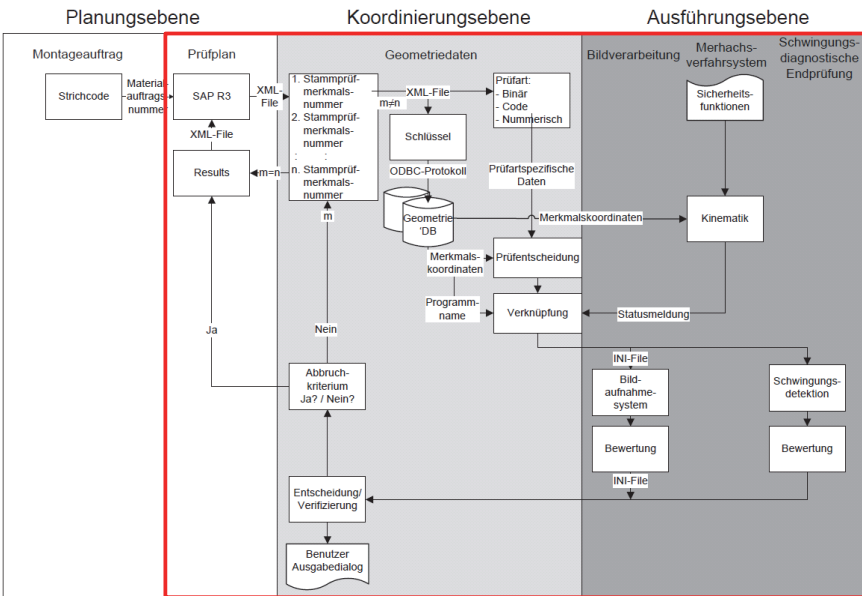 Planungsebene
Koordinierungsebene
Ausführungsebene
Montageauftrag
Prüfplan
Geometriedaten
Bildverarbeitung
Merhachs-
verfahrsystem
Schwingungs-
diagnostische
Endprüfung
Strichcode
Material-
auftrags-
nummer
SAP R3
XML-
File
1. Stammprüf-
merkmals-
nummer
2. Stammprüf-
merkmals-
nummer
:     :
n. Stammprüf-
merkmals-
nummer
XML-File
m≠n
Prüfart:
- Binär
- Code
- Nummerisch
Sicherheits-
funktionen
XML-File
Results
m=n
Schlüssel
ODBC-Protokoll
Prüfartspezifische
Daten
m
Geometrie
'DB
Merkmalskoordinaten
Kinematik
Merkmals-
koordinaten
Prüfentscheidung
Programm-
name
Verknüpfung
Statusmeldung
Ja
Nein
INI-File
Abbruch-
kriterium
Ja? / Nein?
Bild-
aufnahme-
system
Schwingungs-
detektion
Bewertung
Bewertung
INI-File
Entscheidung/
Verifizierung
Benutzer
Ausgabedialog